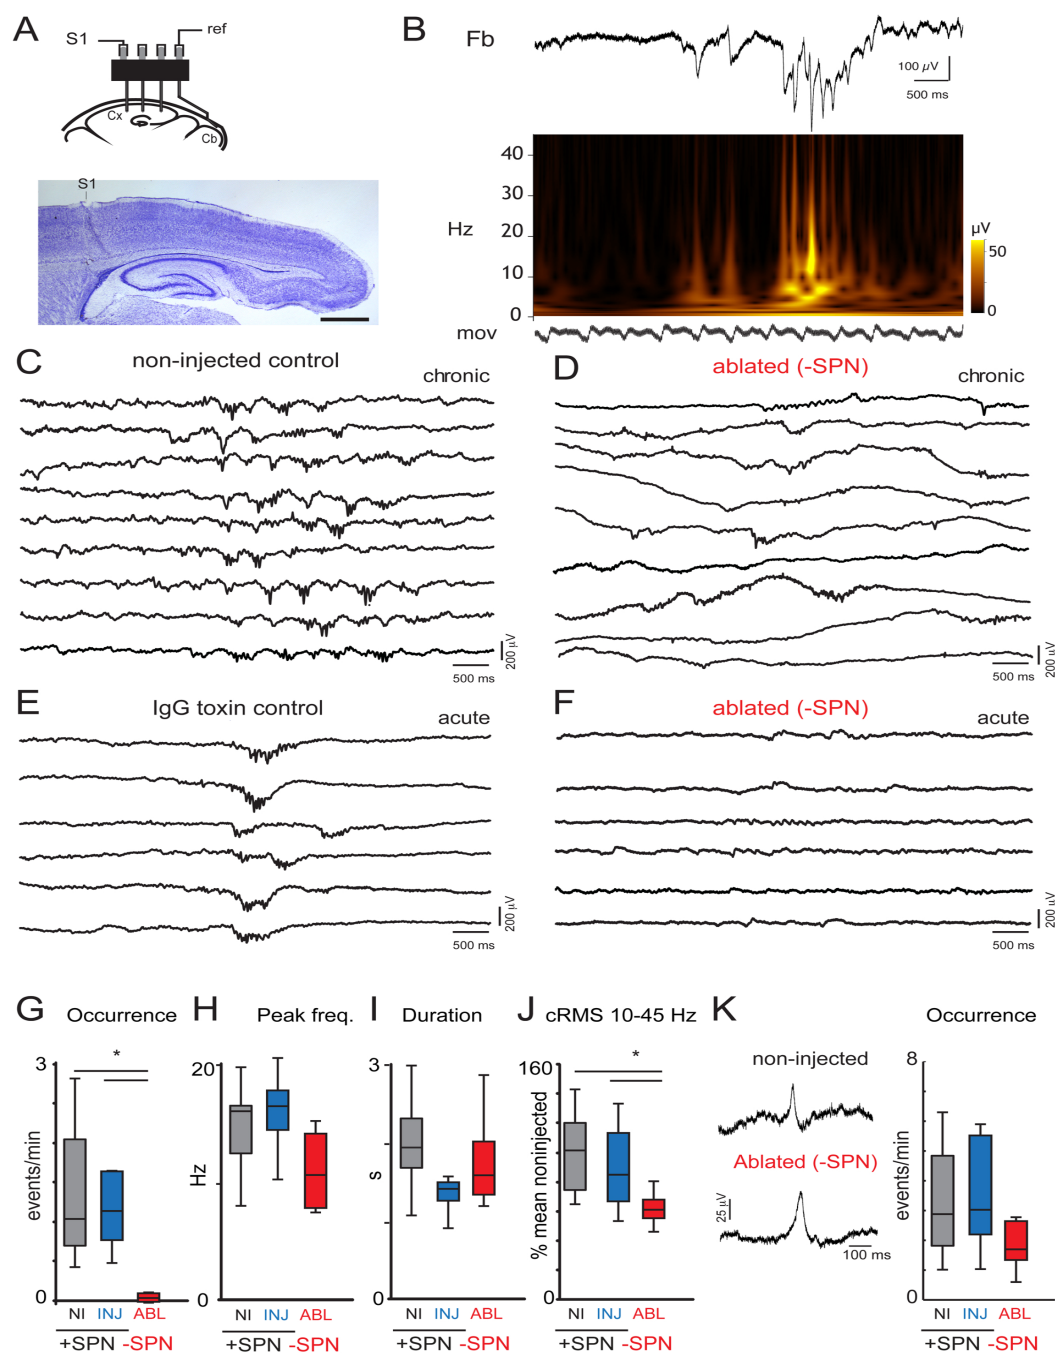 A
S1
ref
Cx
Cb
S1
B
Fb
100 µV
500 ms
40
30
Hz
20
10
0
µV
50
0
mov
C
non-injected control
chronic
200 µV
500 ms
D
ablated (-SPN)
chronic
200 µV
500 ms
E
IgG toxin control
acute
200 µV
500 ms
F
ablated (-SPN)
acute
200 µV
500 ms
G
Occurrence
3
*
events/min
0
NI INJ ABL
+SPN -SPN
H
Peak freq.
20
Hz
0
NI INJ ABL
+SPN -SPN
I
Duration
3
s
0
J
cRMS 10-45 Hz
160
*
% mean noninjected
0
NI INJ ABL
+SPN -SPN
K
non-injected
Ablated (-SPN)
25 µV
100 ms
Occurrence
8
events/min
0
NI INJ ABL
+SPN -SPN